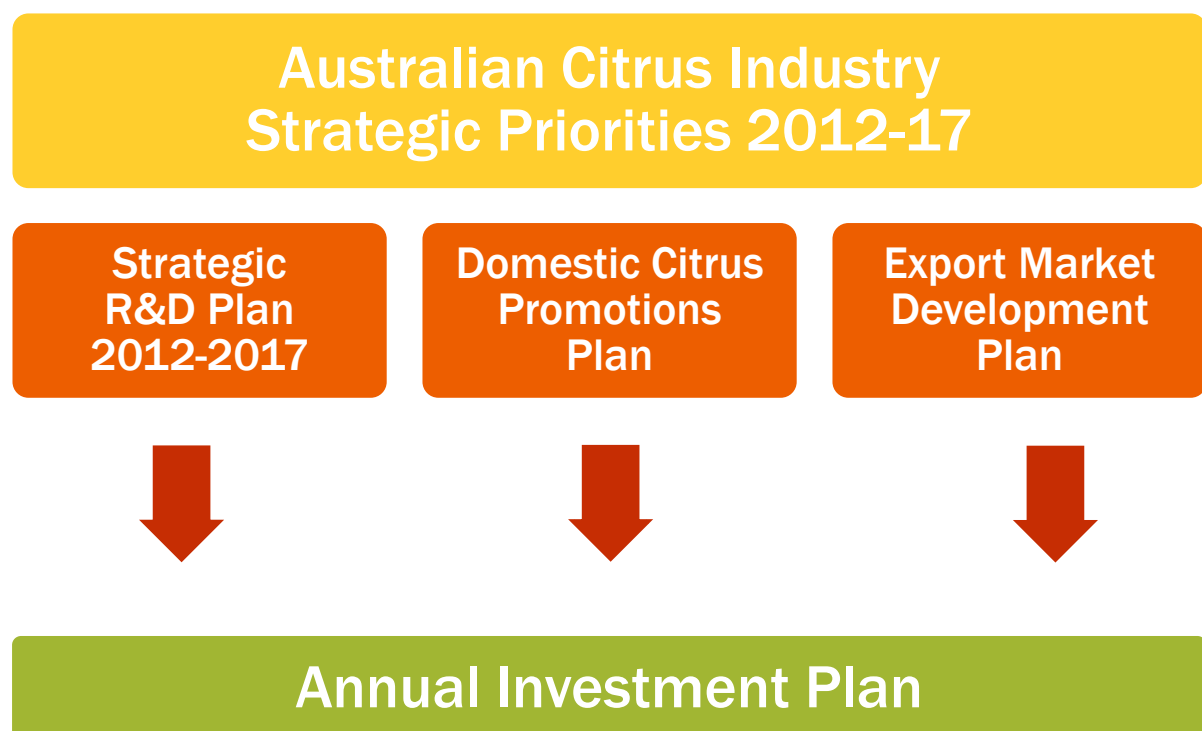 Australian Citrus Industry
Strategic Priorities 2012-17
Strategic
R&D Plan
2012-2017
Domestic Citrus
Promotions
Plan
Export Market
Development
Plan
Annual Investment Plan